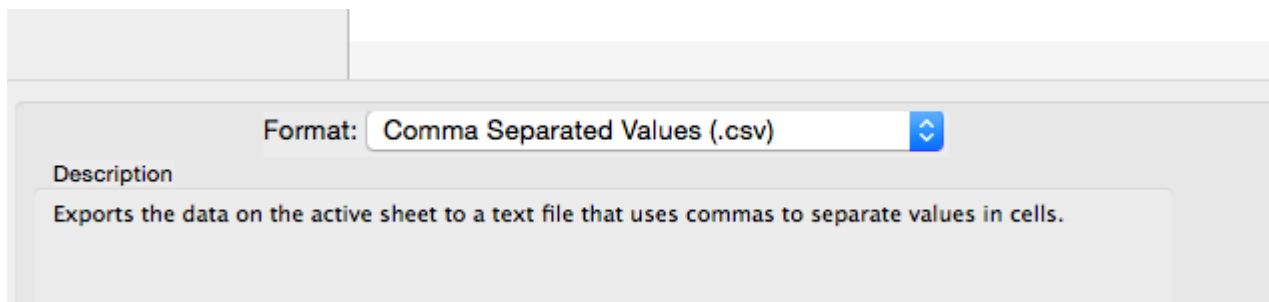 Format: Comma Separated Values (.csv)
Description
Exports the data on the active sheet to a text file that uses commas to separate values in cells.